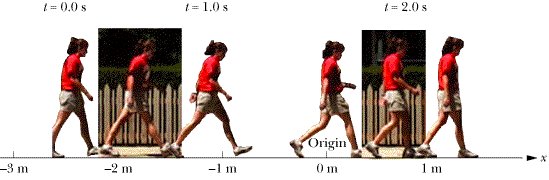 t = 0.0 s t = 1.0 s t = 2.0 s
Origin
–3 m –2 m –1 m 0 m 1 m x